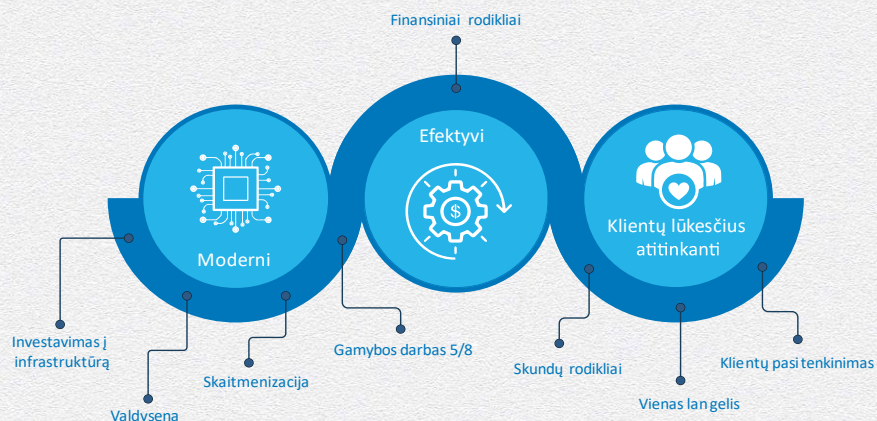 Finansiniai rodikliai
Efektyvi
$
Moderni
Klientų lūkesčius
atitinkanti
Investavimas į
infrastruktūrą
Valdysena
Skaitmenizacija
Gamybos darbas 5/8
Skundų rodikliai
Vienas langelis
Klientų pasitenkinimas